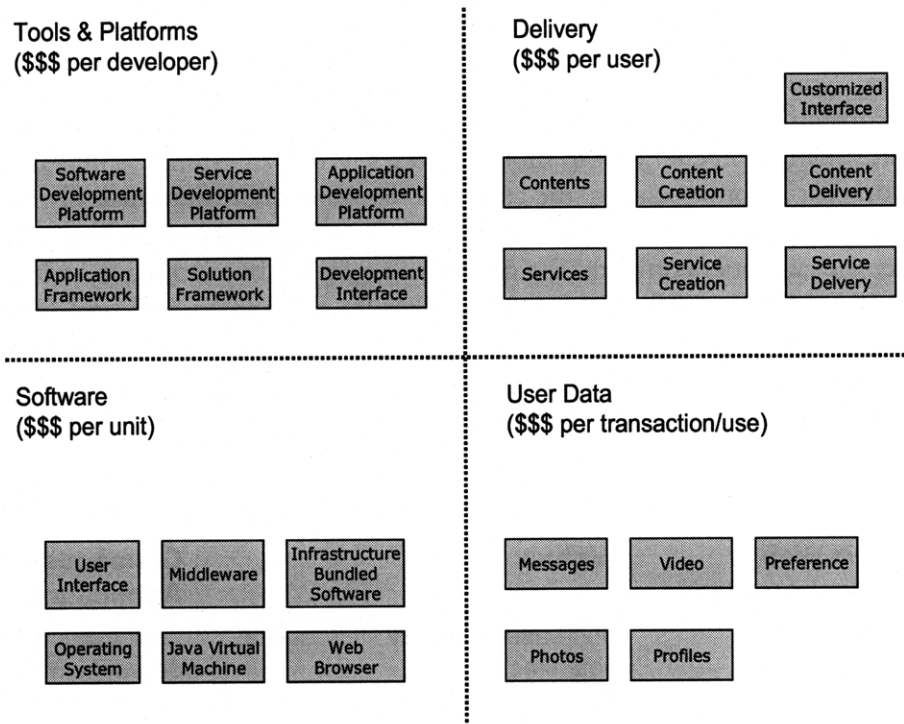 Tools & Platforms
($$$ per developer)
Software
Development
Platform
Service
Development
Platform
Application
Development
Platform
Application
Framework
Solution
Framework
Development
Interface
Delivery
($$$ per user)
Customized
Interface
Contents
Content
Creation
Content
Delivery
Services
Service
Creation
Service
Delvery
Software
($$$ per unit)
User
Interface
Middleware
Infrastructure
Bundled
Software
Operating
System
Java Virtual
Machine
Web
Browser
User Data
($$$ per transaction/use)
Messages
Video
Preference
Photos
Profiles